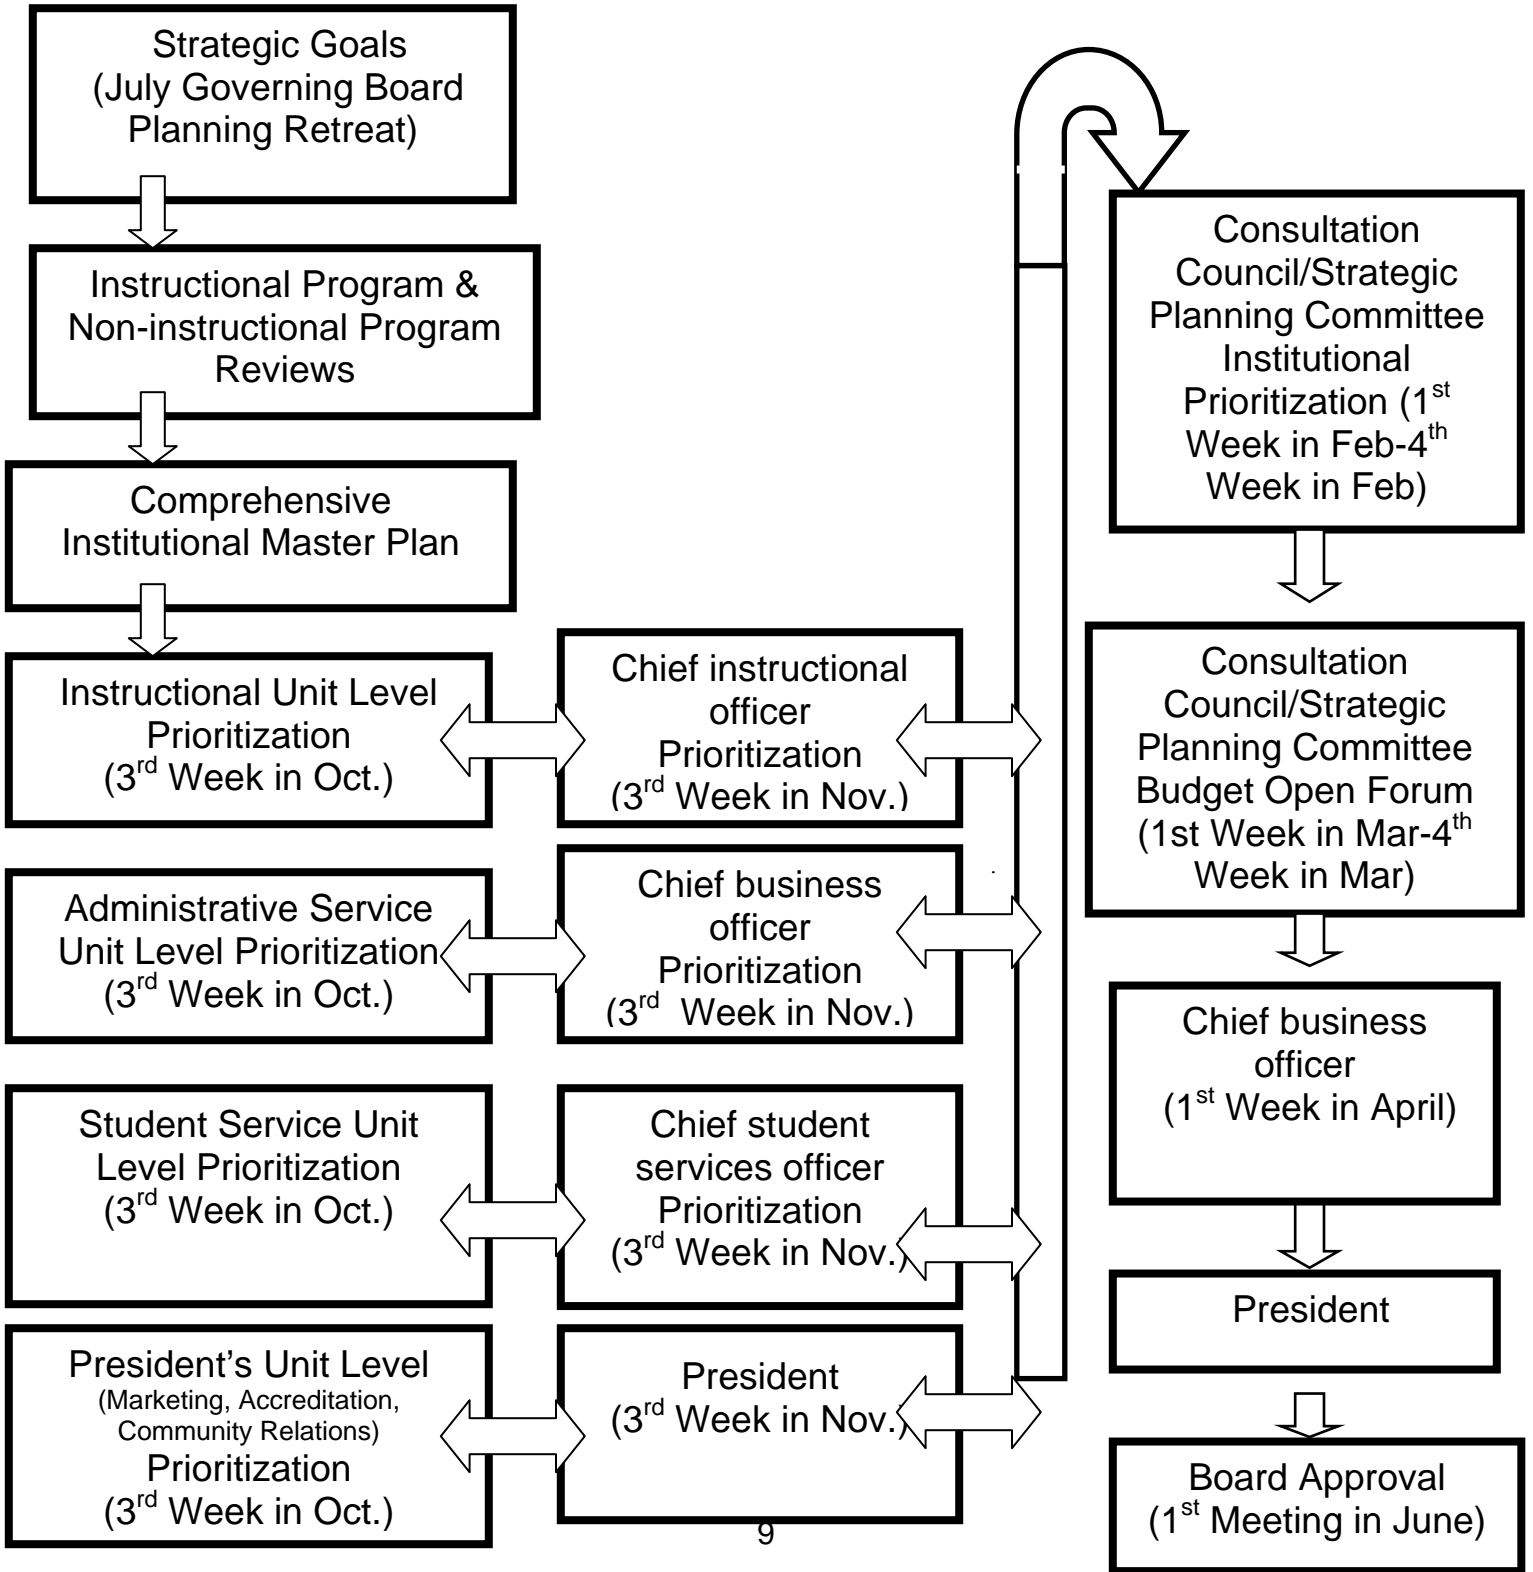 Strategic Goals
(July Governing Board
Planning Retreat)
Instructional Program &
Non-instructional Program
Reviews
Comprehensive
Institutional Master Plan
Instructional Unit Level
Prioritization
(3rd Week in Oct.)
Chief instructional
officer
Prioritization
(3rd Week in Nov.)
Administrative Service
Unit Level Prioritization
(3rd Week in Oct.)
Chief business
officer
Prioritization
(3rd Week in Nov.)
Student Service Unit
Level Prioritization
(3rd Week in Oct.)
Chief student
services officer
Prioritization
(3rd Week in Nov.)
President’s Unit Level
(Marketing, Accreditation,
Community Relations)
Prioritization
(3rd Week in Oct.)
President
(3rd Week in Nov.)
Consultation
Council/Strategic
Planning Committee
Institutional
Prioritization (1st
Week in Feb-4th
Week in Feb)
Consultation
Council/Strategic
Planning Committee
Budget Open Forum
(1st Week in Mar-4th
Week in Mar)
Chief business
officer
(1st Week in April)
President
Board Approval
(1st Meeting in June)
9